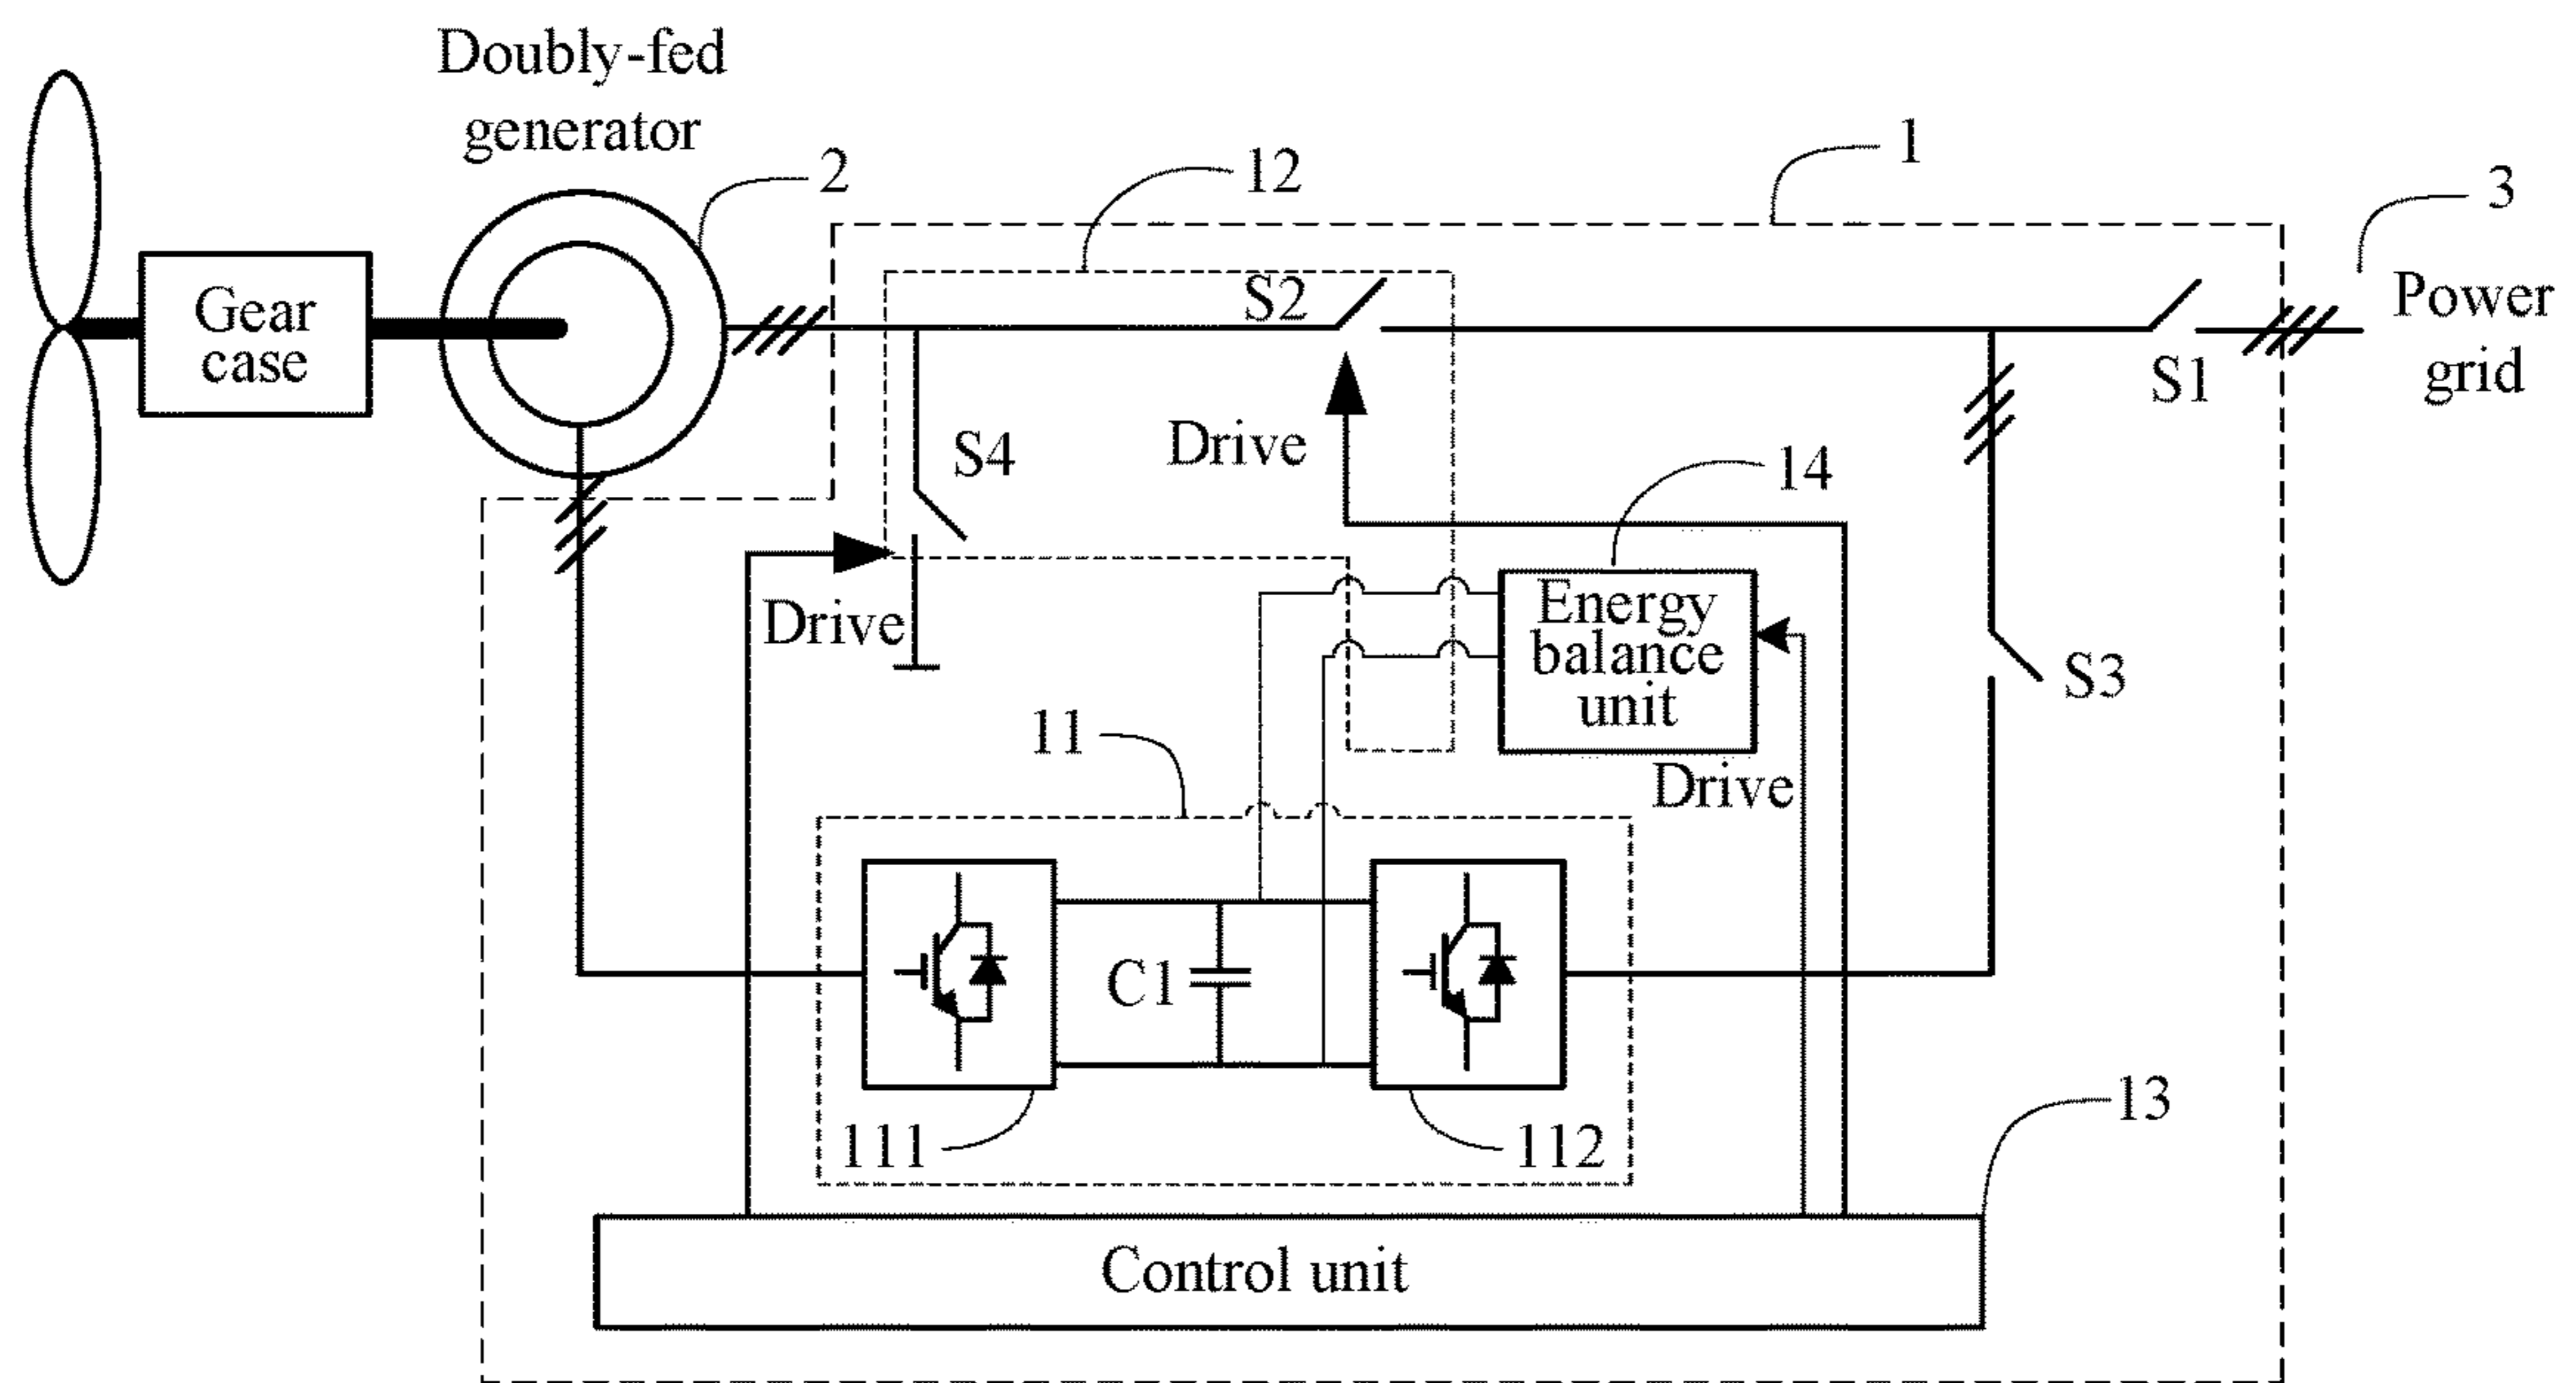 Doubly-fed
generator
2
12
1
3
Gear
case
S2
S1
Power
grid
Drive
S4
14
Drive
Energy
balance
unit
S3
11
Drive
C1
111
112
13
Control unit